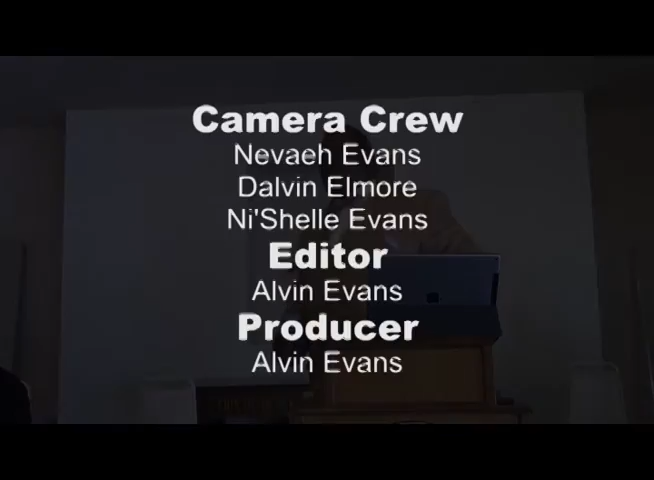 Camera Crew
Nevaeh Evans
Dalvin Elmore
Ni'Shelle Evans
Editor
Alvin Evans
Producer
Alvin Evans